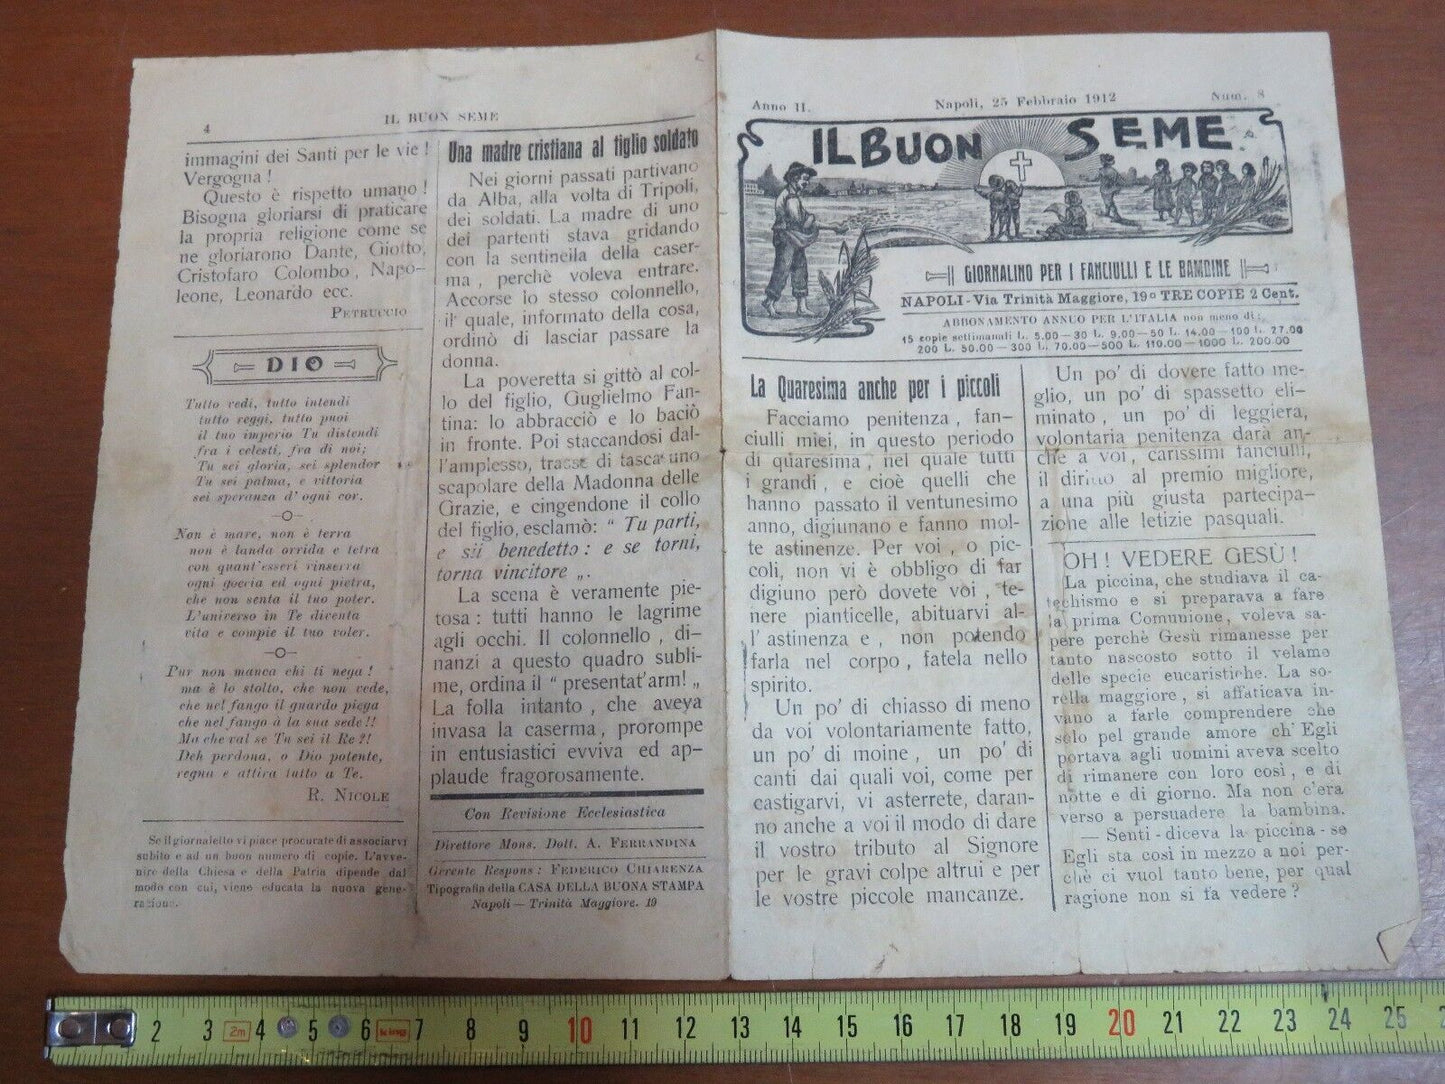 4
IL BUON SEME
immagini dei Santi per le vie!
Vergogna!
Questo è rispetto umano!
Bisogna gloriarsi di praticare
la propria religione come se
ne gloriarono Dante, Giotto,
Cristofaro Colombo, Napo-
leone, Leonardo ecc.
PETRUCCIO
DIO
Tutto vedi, tutto intendi
tutto reggi, tutto puoi
il tuo imperio Tu distendi
fra i celesti, fra di noi;
Tu sei gloria, sei splendor
Tu sei palma, e vittoria
sei speranza d'ogni cor.
Non è mare, non è terra
non è landa orrida e tetra
con quant'esseri rinserra
ogni goccia ed ogni pietra,
che non senta il tuo poter.
L'universo in Te diventa
vita e compie il tuo voler.
Pur non manca chi ti nega!
ma è lo stolto, che non vede,
che nel fango il guardo piega
che nel fango à la sua sede!!
Ma che val se Tu sei il Re?!
Deh perdona, o Dio potente,
regna e attira tutto a Te.
R. NICOLE
Se il giornaletto vi piace procurate di associarvi
subito e ad un buon numero di copie. L'avve-
nire della Chiesa e della Patria dipende dal
modo con cui, viene educata la nuova gene-
razione.
Una madre cristiana al figlio soldato
Nei giorni passati partivano
da Alba, alla volta di Tripoli,
dei soldati. La madre di uno
dei partenti stava gridando
con la sentinella della caser-
ma, perchè voleva entrare.
Accorse lo stesso colonnello,
il quale, informato della cosa,
ordinò di lasciar passare la
donna.
La poveretta si gittò al col-
lo del figlio, Guglielmo Fan-
tina: lo abbracciò e lo baciò
in fronte. Poi staccandosi dal-
l'amplesso, trasse di tasca uno
scapolare della Madonna delle
Grazie, e cingendone il collo
del figlio, esclamò: " Tu parti,
e sii benedetto: e se torni,
torna vincitore „.
La scena è veramente pie-
tosa: tutti hanno le lagrime
agli occhi. Il colonnello, di-
nanzi a questo quadro subli-
me, ordina il " presentat'arm! „
La folla intanto, che aveva
invasa la caserma, prorompe
in entusiastici evviva ed ap-
plaude fragorosamente.
Con Revisione Ecclesiastica
Direttore Mons. Dott. A. FERRANDINA
Gerente Respons: FEDERICO CHIARENZA
Tipografia della CASA DELLA BUONA STAMPA
Napoli — Trinità Maggiore. 19
Anno II. Napoli, 25 Febbraio 1912 Num. 8
IL BUON SEME
GIORNALINO PER I FANCIULLI E LE BAMBINE
NAPOLI - Via Trinità Maggiore, 19º TRE COPIE 2 Cent.
ABBONAMENTO ANNUO PER L'ITALIA non meno di:
15 copie settimanali L. 5.00 — 30 L. 9.00 — 50 L. 14.00 — 100 L. 27.00
200 L. 50.00 — 300 L. 70.00 — 500 L. 110.00 — 1000 L. 200.00
La Quaresima anche per i piccoli
Facciamo penitenza, fan-
ciulli miei, in questo periodo
di quaresima, nel quale tutti
i grandi, e cioè quelli che
hanno passato il ventunesimo
anno, digiunano e fanno mol-
te astinenze. Per voi, o pic-
coli, non vi è obbligo di far
digiuno però dovete voi, te-
nere pianticelle, abituarvi al-
l'astinenza e, non potendo
farla nel corpo, fatela nello
spirito.
Un po' di chiasso di meno
da voi volontariamente fatto,
un po' di moine, un po' di
canti dai quali voi, come per
castigarvi, vi asterrete, daran-
no anche a voi il modo di dare
il vostro tributo al Signore
per le gravi colpe altrui e per
le vostre piccole mancanze.
Un po' di dovere fatto me-
glio, un po' di spassetto eli-
minato, un po' di leggiera,
volontaria penitenza darà an-
che a voi, carissimi fanciulli,
il diritto al premio migliore,
a una più giusta partecipa-
zione alle letizie pasquali.
OH! VEDERE GESÙ!
La piccina, che studiava il ca-
techismo e si preparava a fare
la prima Comunione, voleva sa-
pere perchè Gesù rimanesse per
tanto nascosto sotto il velame
delle specie eucaristiche. La so-
rella maggiore, si affaticava in-
vano a farle comprendere che
solo pel grande amore ch'Egli
portava agli uomini aveva scelto
di rimanere con loro così, e di
notte e di giorno. Ma non c'era
verso a persuadere la bambina.
— Senti - diceva la piccina - se
Egli sta così in mezzo a noi per-
chè ci vuol tanto bene, per qual
ragione non si fa vedere?
2 3 2m 4 5 6 king 7 8 9 10 11 12 13 14 15 16 17 18 19 20 21 22 23 24 25